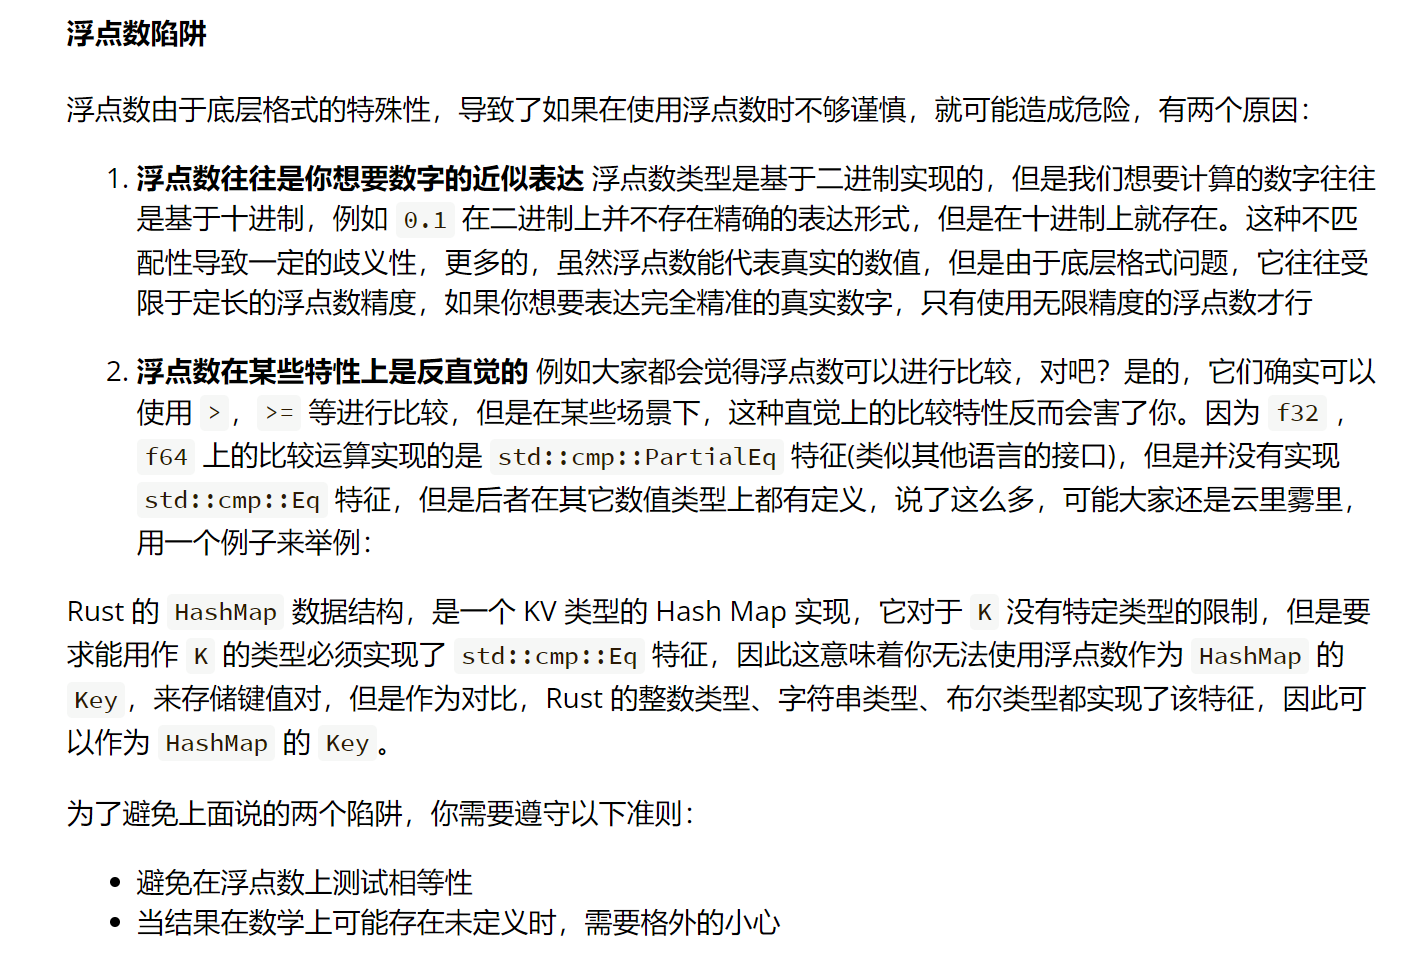 浮点数陷阱
浮点数由于底层格式的特殊性，导致了如果在使用浮点数时不够谨慎，就可能造成危险，有两个原因：
1. 浮点数往往是你想要数字的近似表达 浮点数类型是基于二进制实现的，但是我们想要计算的数字往往
是基于十进制，例如 0.1 在二进制上并不存在精确的表达形式，但是在十进制上就存在。这种不匹
配性导致一定的歧义性，更多的，虽然浮点数能代表真实的数值，但是由于底层格式问题，它往往受
限于定长的浮点数精度，如果你想要表达完全精准的真实数字，只有使用无限精度的浮点数才行
2. 浮点数在某些特性上是反直觉的 例如大家都会觉得浮点数可以进行比较，对吧？是的，它们确实可以
使用 >，>= 等进行比较，但是在某些场景下，这种直觉上的比较特性反而会害了你。因为 f32 ，
f64 上的比较运算实现的是 std::cmp::PartialEq 特征(类似其他语言的接口)，但是并没有实现
std::cmp::Eq 特征，但是后者在其它数值类型上都有定义，说了这么多，可能大家还是云里雾里，
用一个例子来举例：
Rust 的 HashMap 数据结构，是一个 KV 类型的 Hash Map 实现，它对于 K 没有特定类型的限制，但是要
求能用作 K 的类型必须实现了 std::cmp::Eq 特征，因此这意味着你无法使用浮点数作为 HashMap 的
Key ，来存储键值对，但是作为对比，Rust 的整数类型、字符串类型、布尔类型都实现了该特征，因此可
以作为 HashMap 的 Key 。
为了避免上面说的两个陷阱，你需要遵守以下准则：
• 避免在浮点数上测试相等性
• 当结果在数学上可能存在未定义时，需要格外的小心